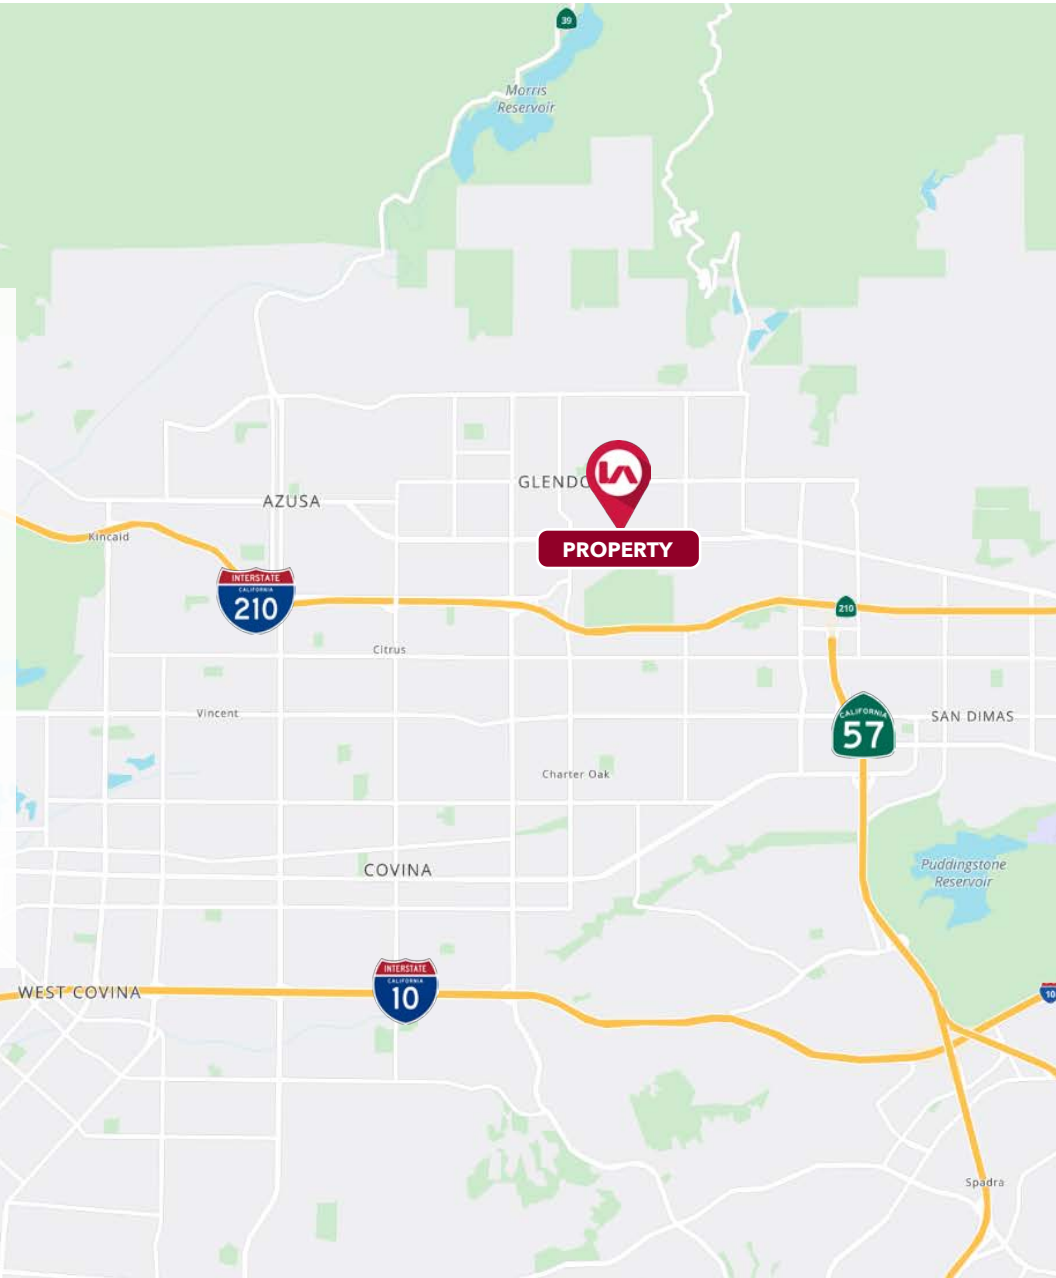 39
Morris
Reservoir
GLENDO
AZUSA
PROPERTY
Kincaid
INTERSTATE
CALIFORNIA
210
210
Citrus
Vincent
CALIFORNIA
57
SAN DIMAS
Charter Oak
COVINA
Puddingstone
Reservoir
INTERSTATE
CALIFORNIA
10
WEST COVINA
10
Spadra